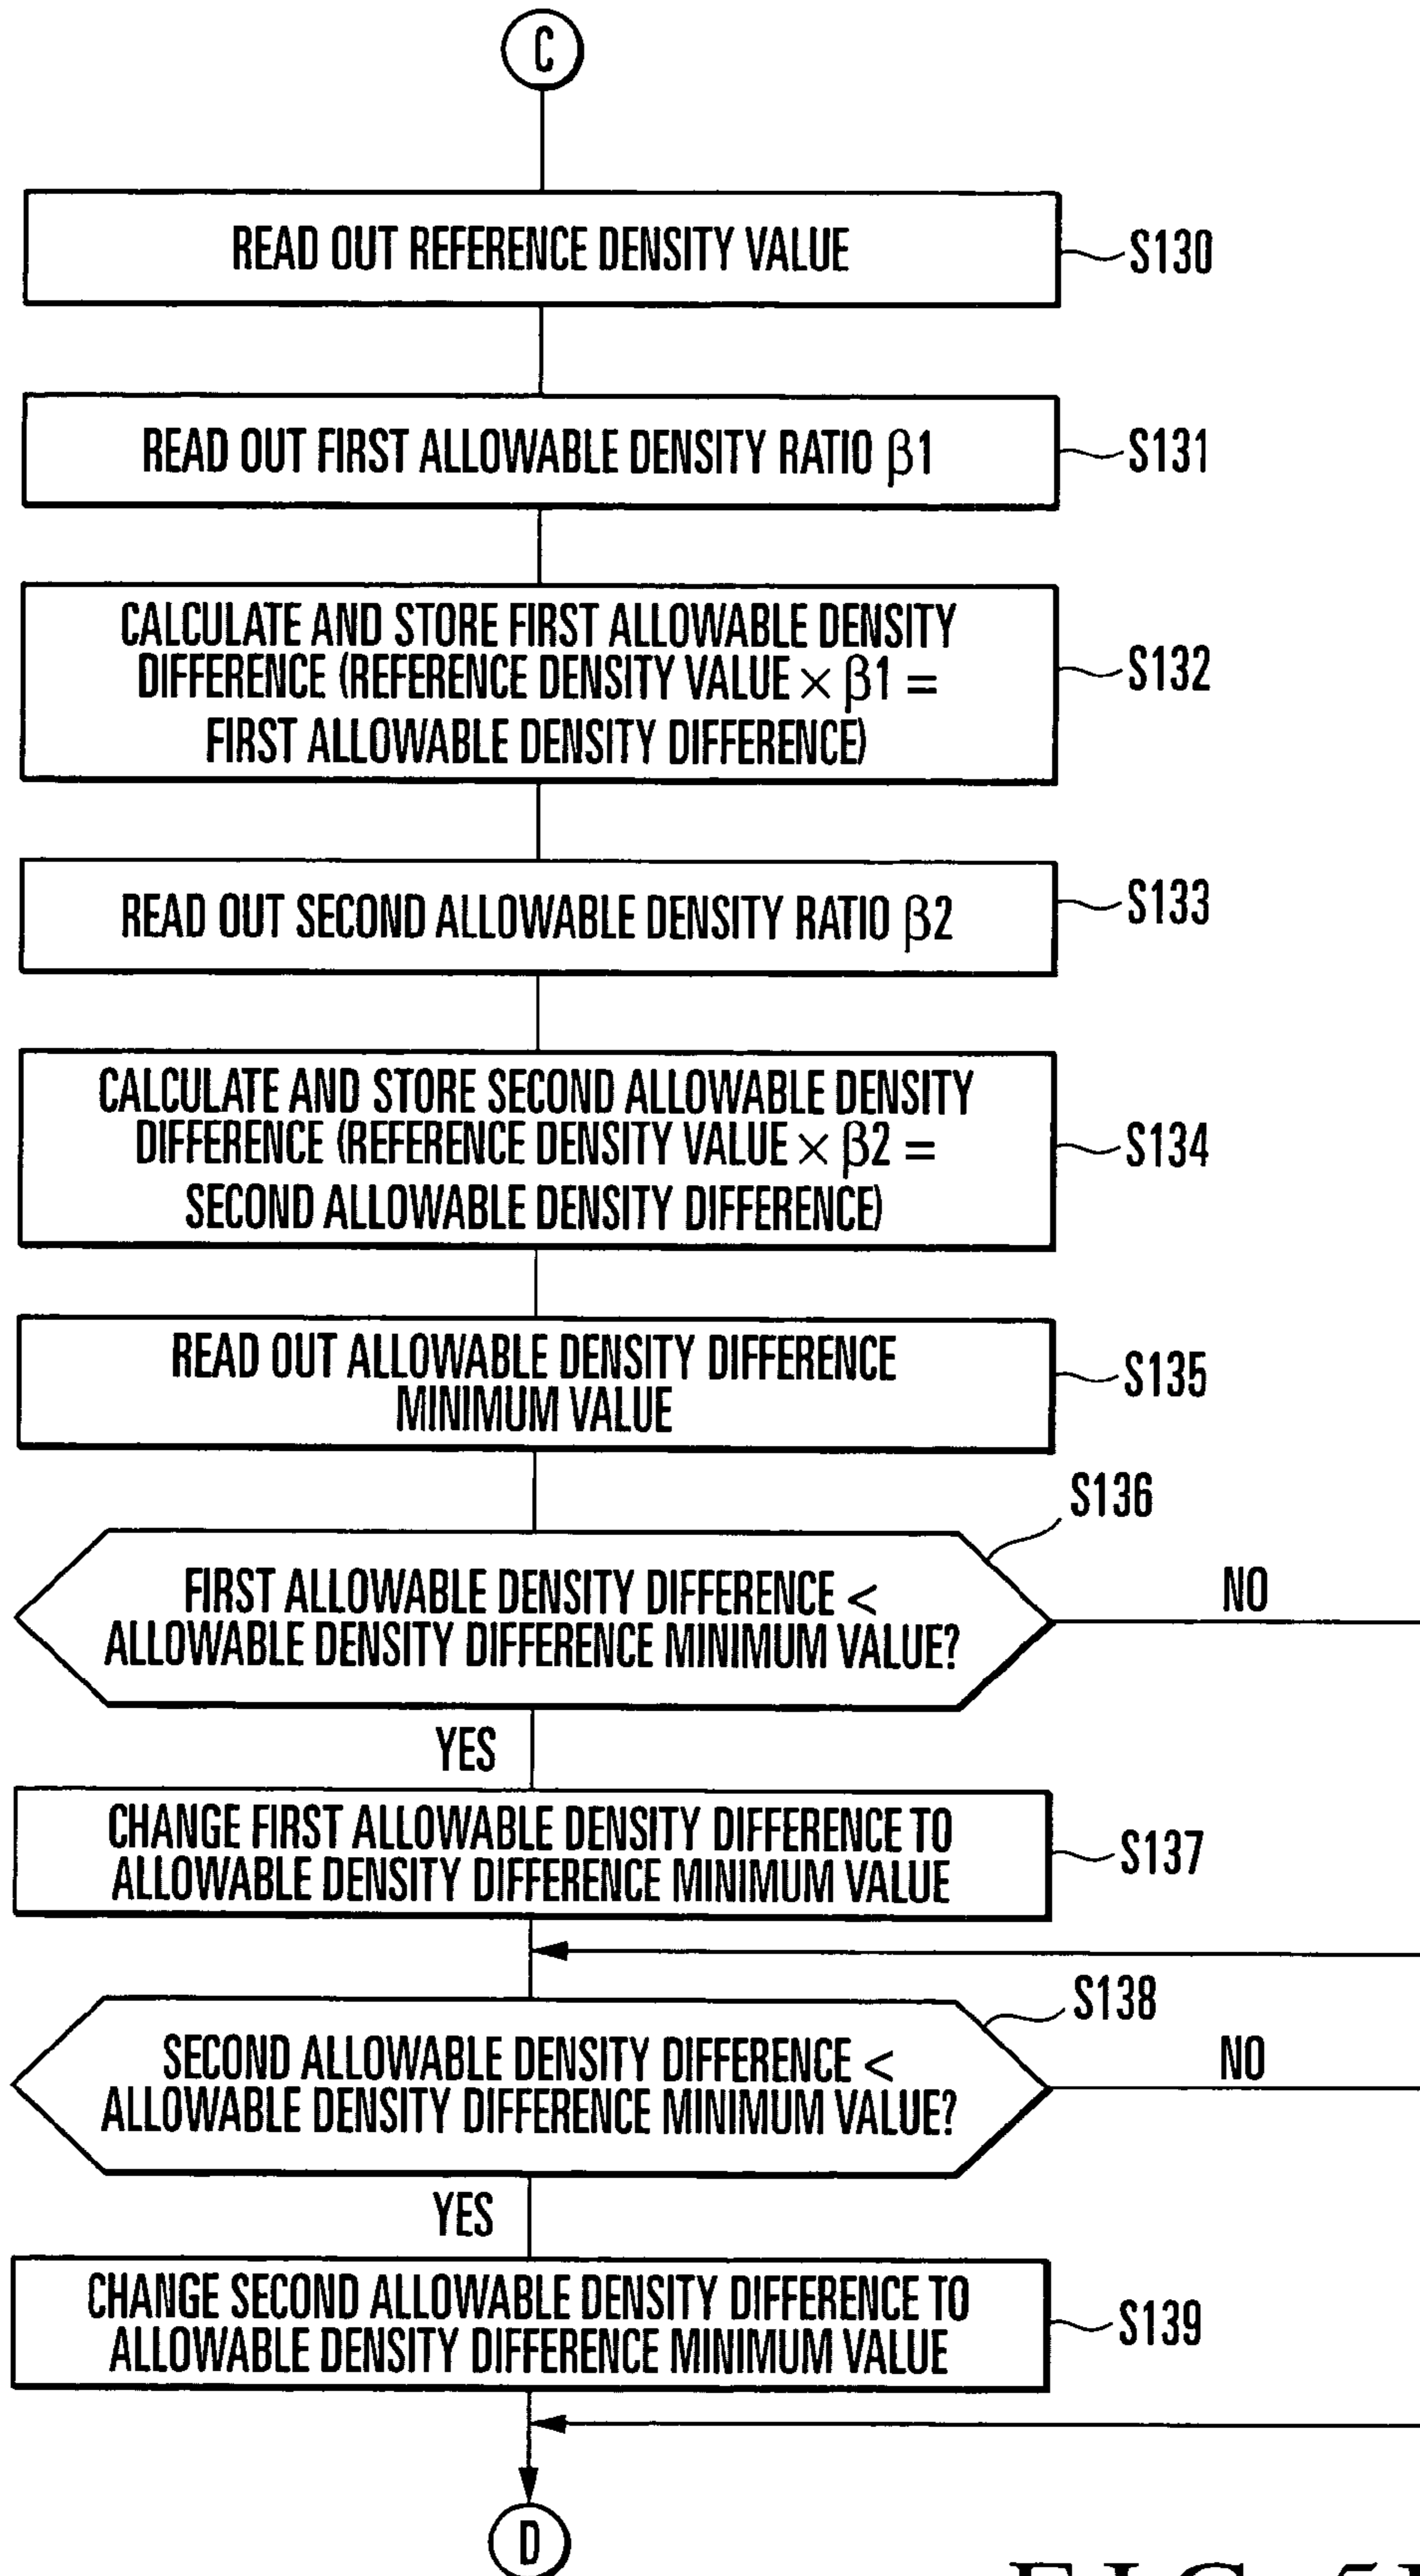 C
READ OUT REFERENCE DENSITY VALUE
S130
READ OUT FIRST ALLOWABLE DENSITY RATIO β1
S131
CALCULATE AND STORE FIRST ALLOWABLE DENSITY
DIFFERENCE (REFERENCE DENSITY VALUE × β1 =
FIRST ALLOWABLE DENSITY DIFFERENCE)
S132
READ OUT SECOND ALLOWABLE DENSITY RATIO β2
S133
CALCULATE AND STORE SECOND ALLOWABLE DENSITY
DIFFERENCE (REFERENCE DENSITY VALUE × β2 =
SECOND ALLOWABLE DENSITY DIFFERENCE)
S134
READ OUT ALLOWABLE DENSITY DIFFERENCE
MINIMUM VALUE
S135
S136
FIRST ALLOWABLE DENSITY DIFFERENCE <
ALLOWABLE DENSITY DIFFERENCE MINIMUM VALUE?
NO
YES
CHANGE FIRST ALLOWABLE DENSITY DIFFERENCE TO
ALLOWABLE DENSITY DIFFERENCE MINIMUM VALUE
S137
S138
SECOND ALLOWABLE DENSITY DIFFERENCE <
ALLOWABLE DENSITY DIFFERENCE MINIMUM VALUE?
NO
YES
CHANGE SECOND ALLOWABLE DENSITY DIFFERENCE TO
ALLOWABLE DENSITY DIFFERENCE MINIMUM VALUE
S139
D